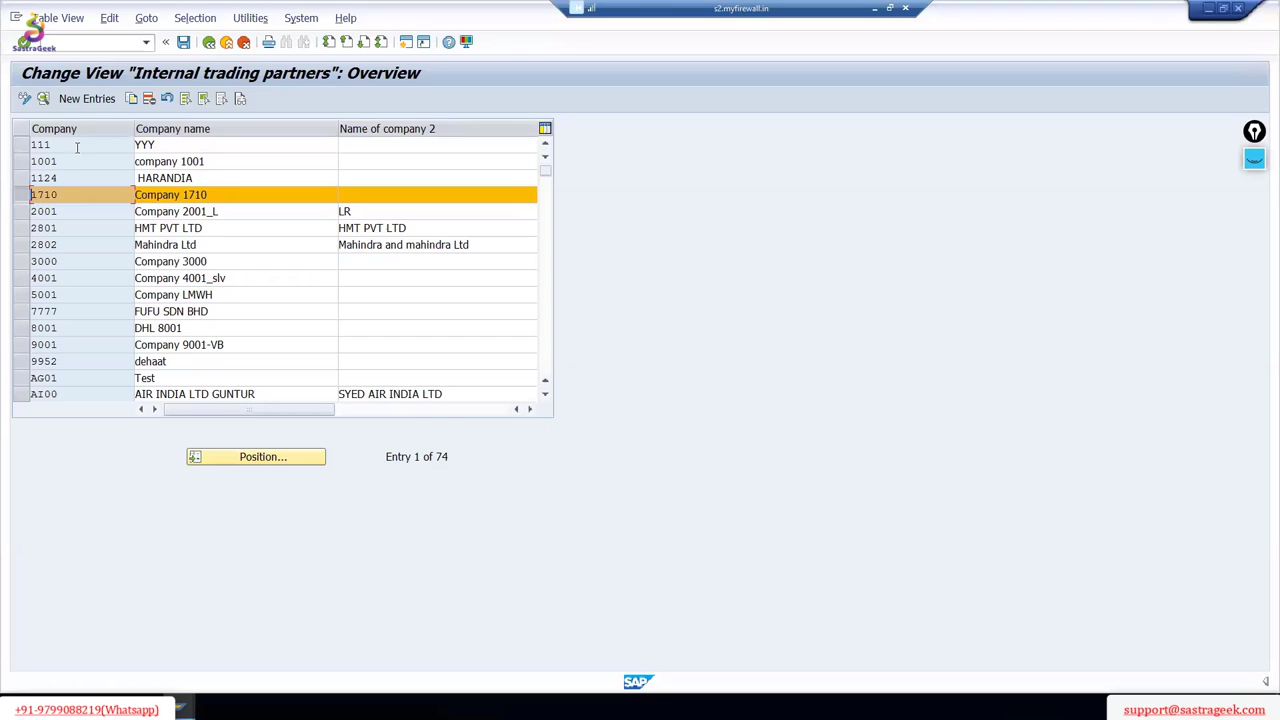 s2.myfirewall.in
Table View Edit Goto Selection Utilities System Help
SASTRAGEEK
Change View "Internal trading partners": Overview
New Entries
Company Company name Name of company 2
111 YYY
1001 company 1001
1124 HARANDIA
1710 Company 1710
2001 Company 2001_L LR
2801 HMT PVT LTD HMT PVT LTD
2802 Mahindra Ltd Mahindra and mahindra Ltd
3000 Company 3000
4001 Company 4001_slv
5001 Company LMWH
7777 FUFU SDN BHD
8001 DHL 8001
9001 Company 9001-VB
9952 dehaat
AG01 Test
AI00 AIR INDIA LTD GUNTUR SYED AIR INDIA LTD
Position... Entry 1 of 74
SAP
+91-9799088219(Whatsapp) support@sastrageek.com